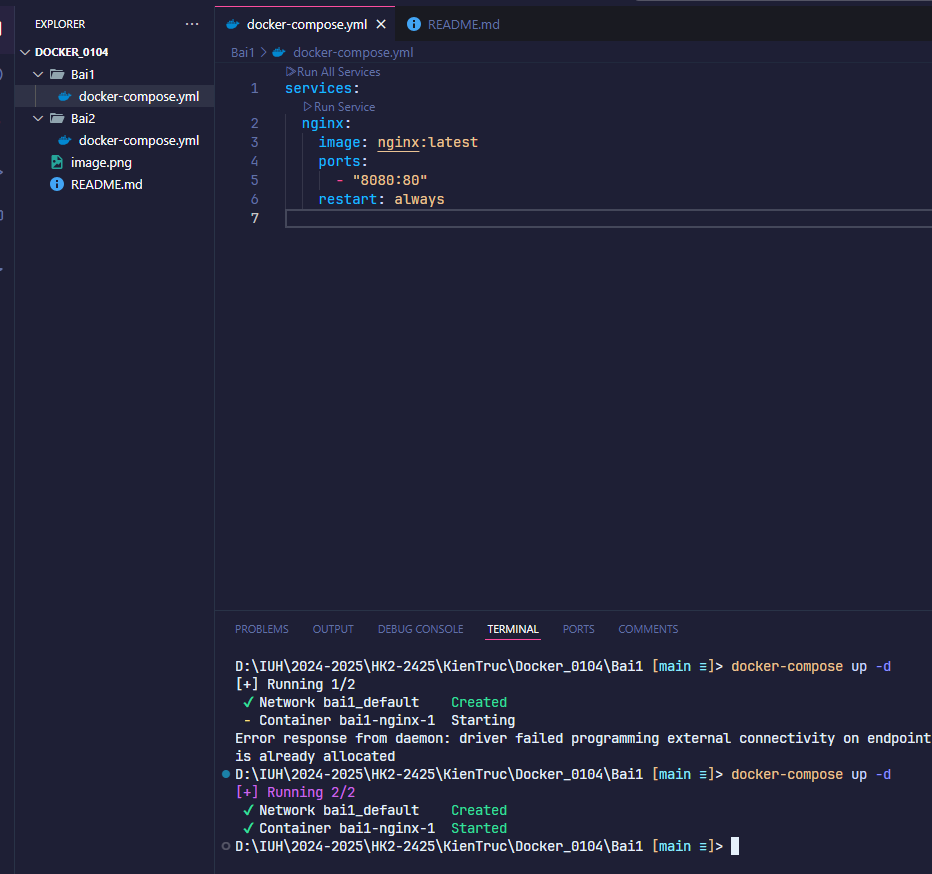 EXPLORER ...
DOCKER_0104
Bai1
docker-compose.yml
Bai2
docker-compose.yml
image.png
README.md
docker-compose.yml README.md
Bai1 > docker-compose.yml
Run All Services
1 services:
Run Service
2 nginx:
3 image: nginx:latest
4 ports:
5 - "8080:80"
6 restart: always
7
PROBLEMS OUTPUT DEBUG CONSOLE TERMINAL PORTS COMMENTS
D:\IUH\2024-2025\HK2-2425\KienTruc\Docker_0104\Bai1 [main ≡]> docker-compose up -d
[+] Running 1/2
✓ Network bai1_default Created
- Container bai1-nginx-1 Starting
Error response from daemon: driver failed programming external connectivity on endpoint
is already allocated
D:\IUH\2024-2025\HK2-2425\KienTruc\Docker_0104\Bai1 [main ≡]> docker-compose up -d
[+] Running 2/2
✓ Network bai1_default Created
✓ Container bai1-nginx-1 Started
D:\IUH\2024-2025\HK2-2425\KienTruc\Docker_0104\Bai1 [main ≡]>